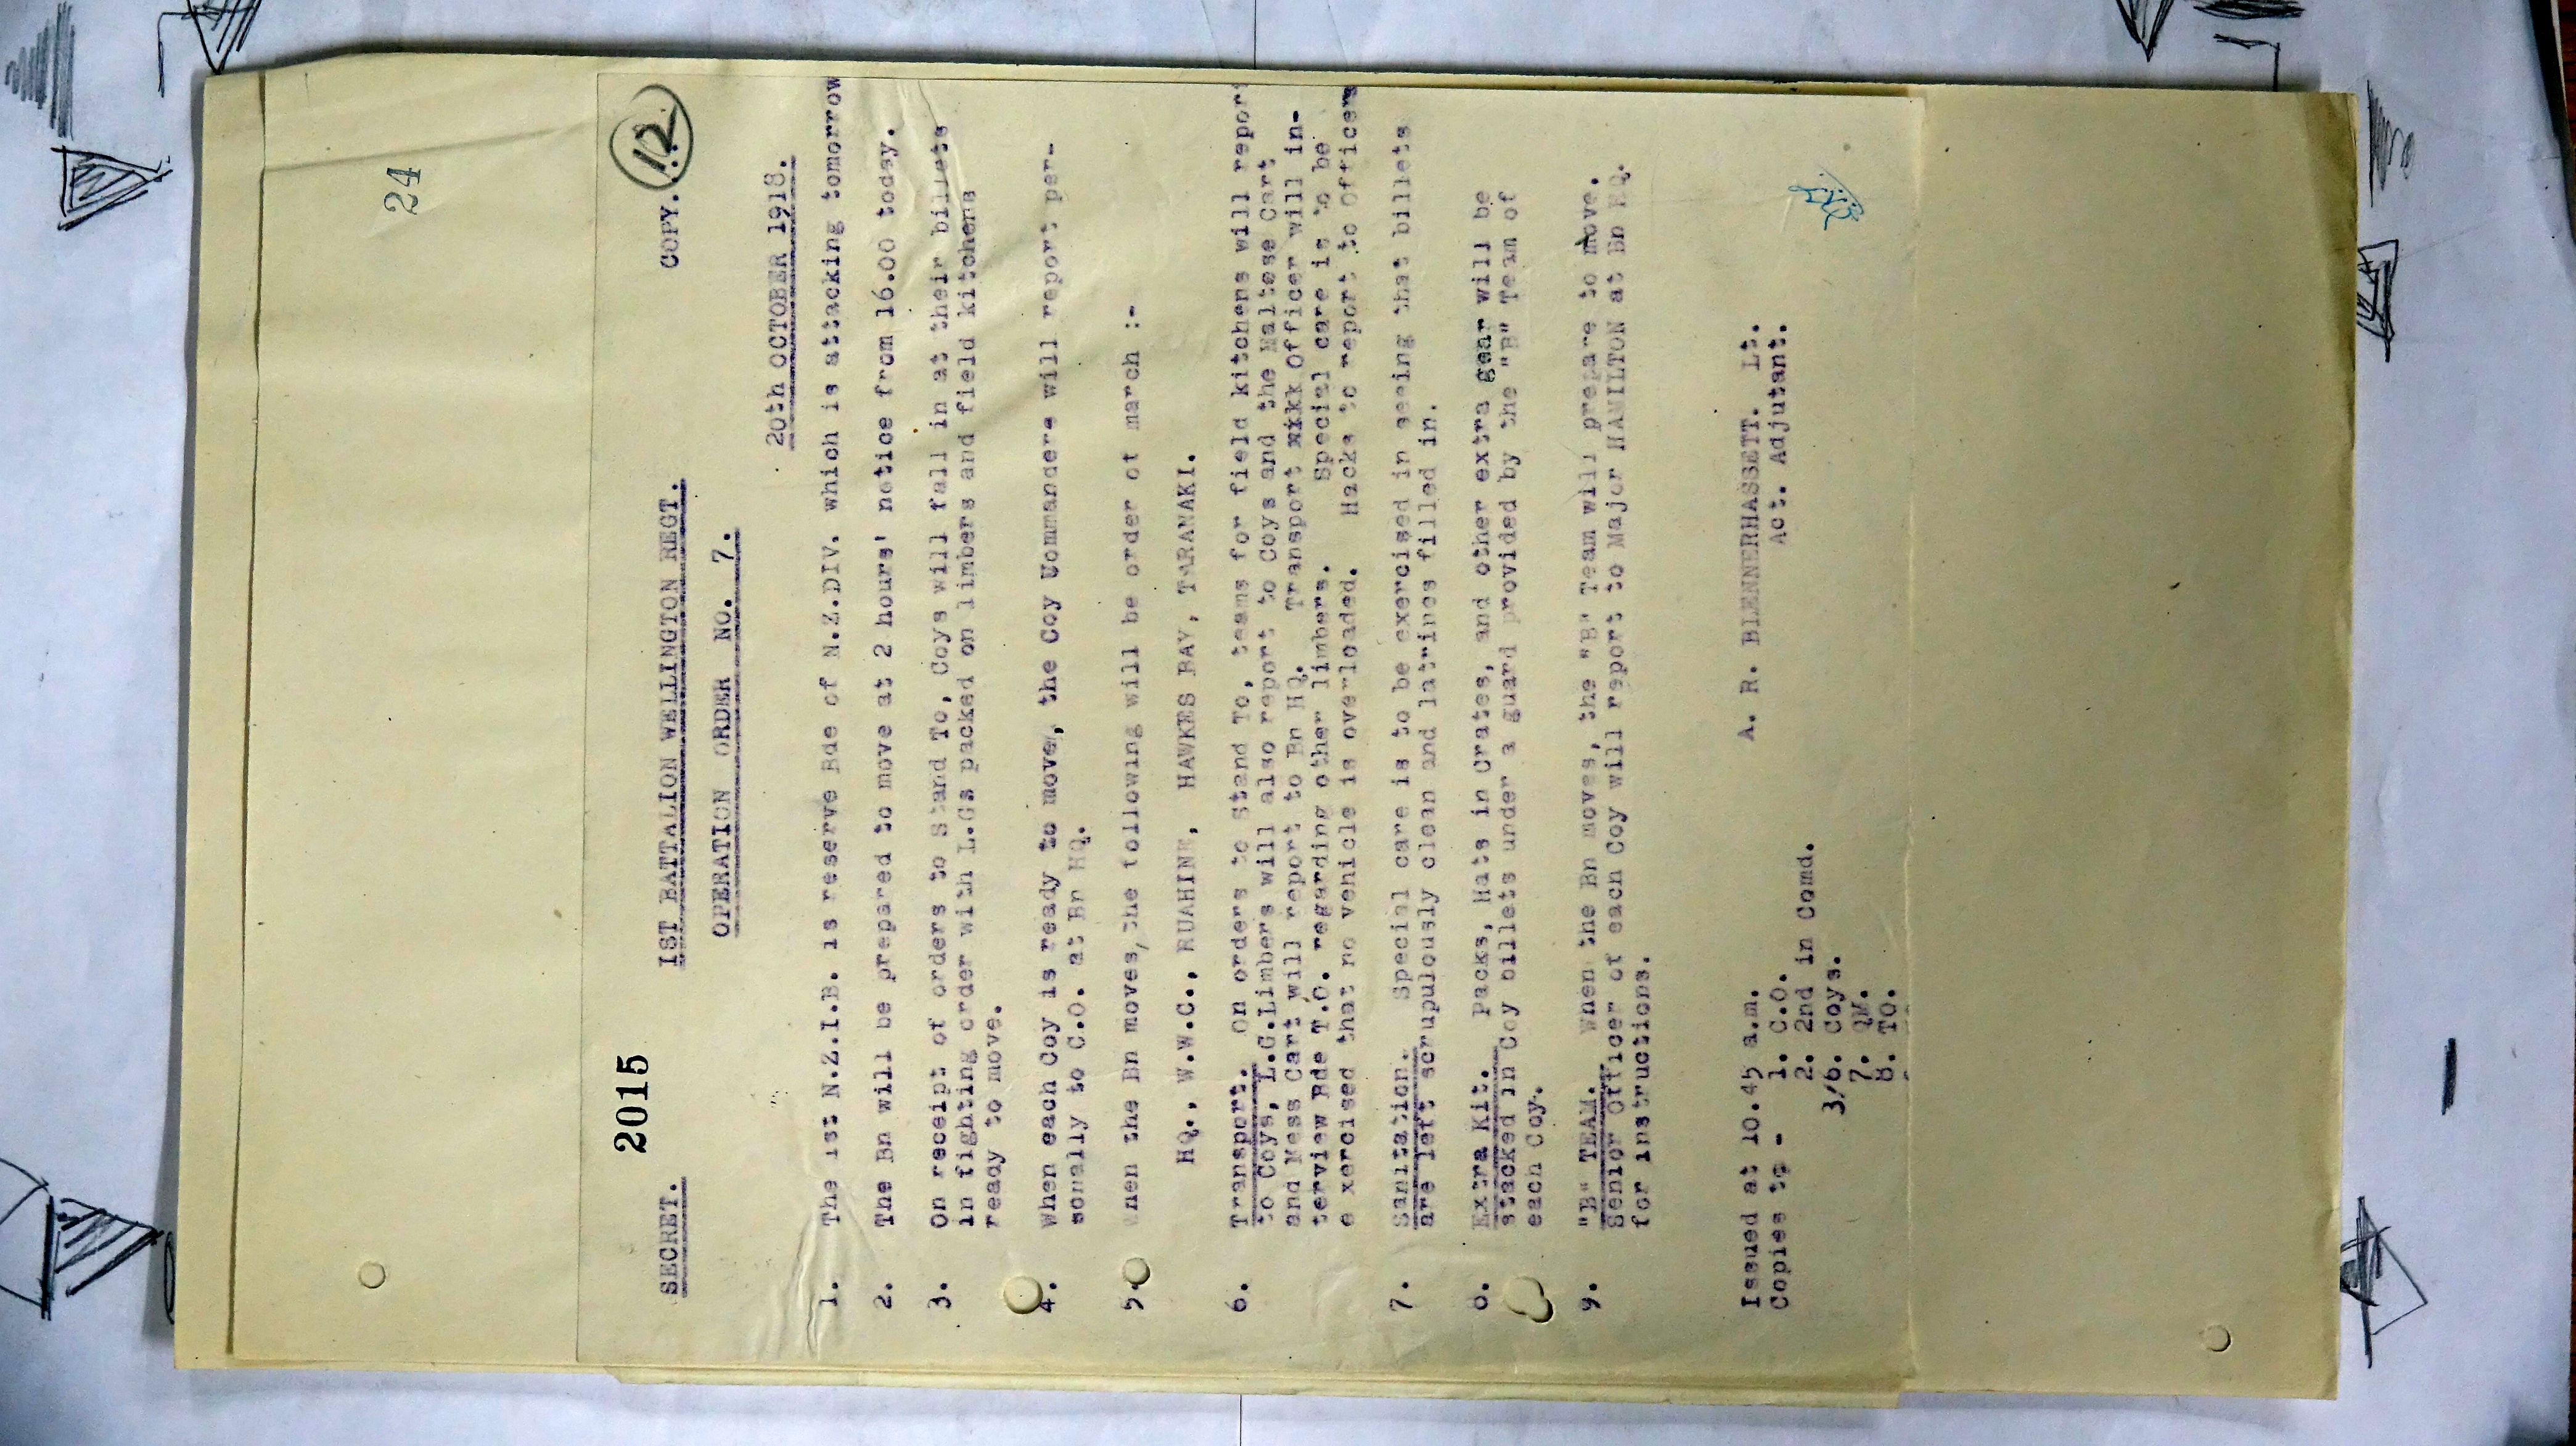 24
2015
SECRET. 1ST BATTALION WELLINGTON REGT. COPY. 12
OPERATION ORDER NO. 7.
20th OCTOBER 1918.
1. The 1st N.Z.I.B. is reserve Bde of N.Z.DIV. which is attacking tomorrow
2. The Bn will be prepared to move at 2 hours' notice from 16.00 today.
3. On receipt of orders to Stand To, Coys will fall in at their billets
in fighting order with L.Gs packed on limbers and field kitchens
ready to move.
4. When each Coy is ready to move, the Coy Commanders will report per-
sonally to C.O. at Bn HQ.
5. When the Bn moves, the following will be order of march :-
HQ., W.W.C., RUAHINE, HAWKES BAY, TARANAKI.
6. Transport. On orders to Stand To, teams for field kitchens will report
to Coys, L.G.Limbers will also report to Coys and the Maltese Cart
and Mess Cart will report to Bn HQ. Transport Officer will in-
terview Bde T.O. regarding other limbers. Special care is to be
e xercised that no vehicle is overloaded. Hacks to report to Officers
7. Sanitation. Special care is to be exercised in seeing that billets
are left scrupulously clean and latrines filled in.
8. Extra Kit. Packs, Hats in Crates, and other extra gear will be
stacked in Coy billets under a guard provided by the "B" Team of
each Coy.
9. "B" TEAM. When the Bn moves, the "B" Team will prepare to move.
Senior Officer of each Coy will report to Major HAMILTON at Bn HQ.
for instructions.
A. R. BLENNERHASSETT. Lt.
Act. Adjutant.
Issued at 10.45 a.m.
Copies to - 1. C.O.
2. 2nd in Comd.
3/6. Coys.
7. QM.
8. TO.